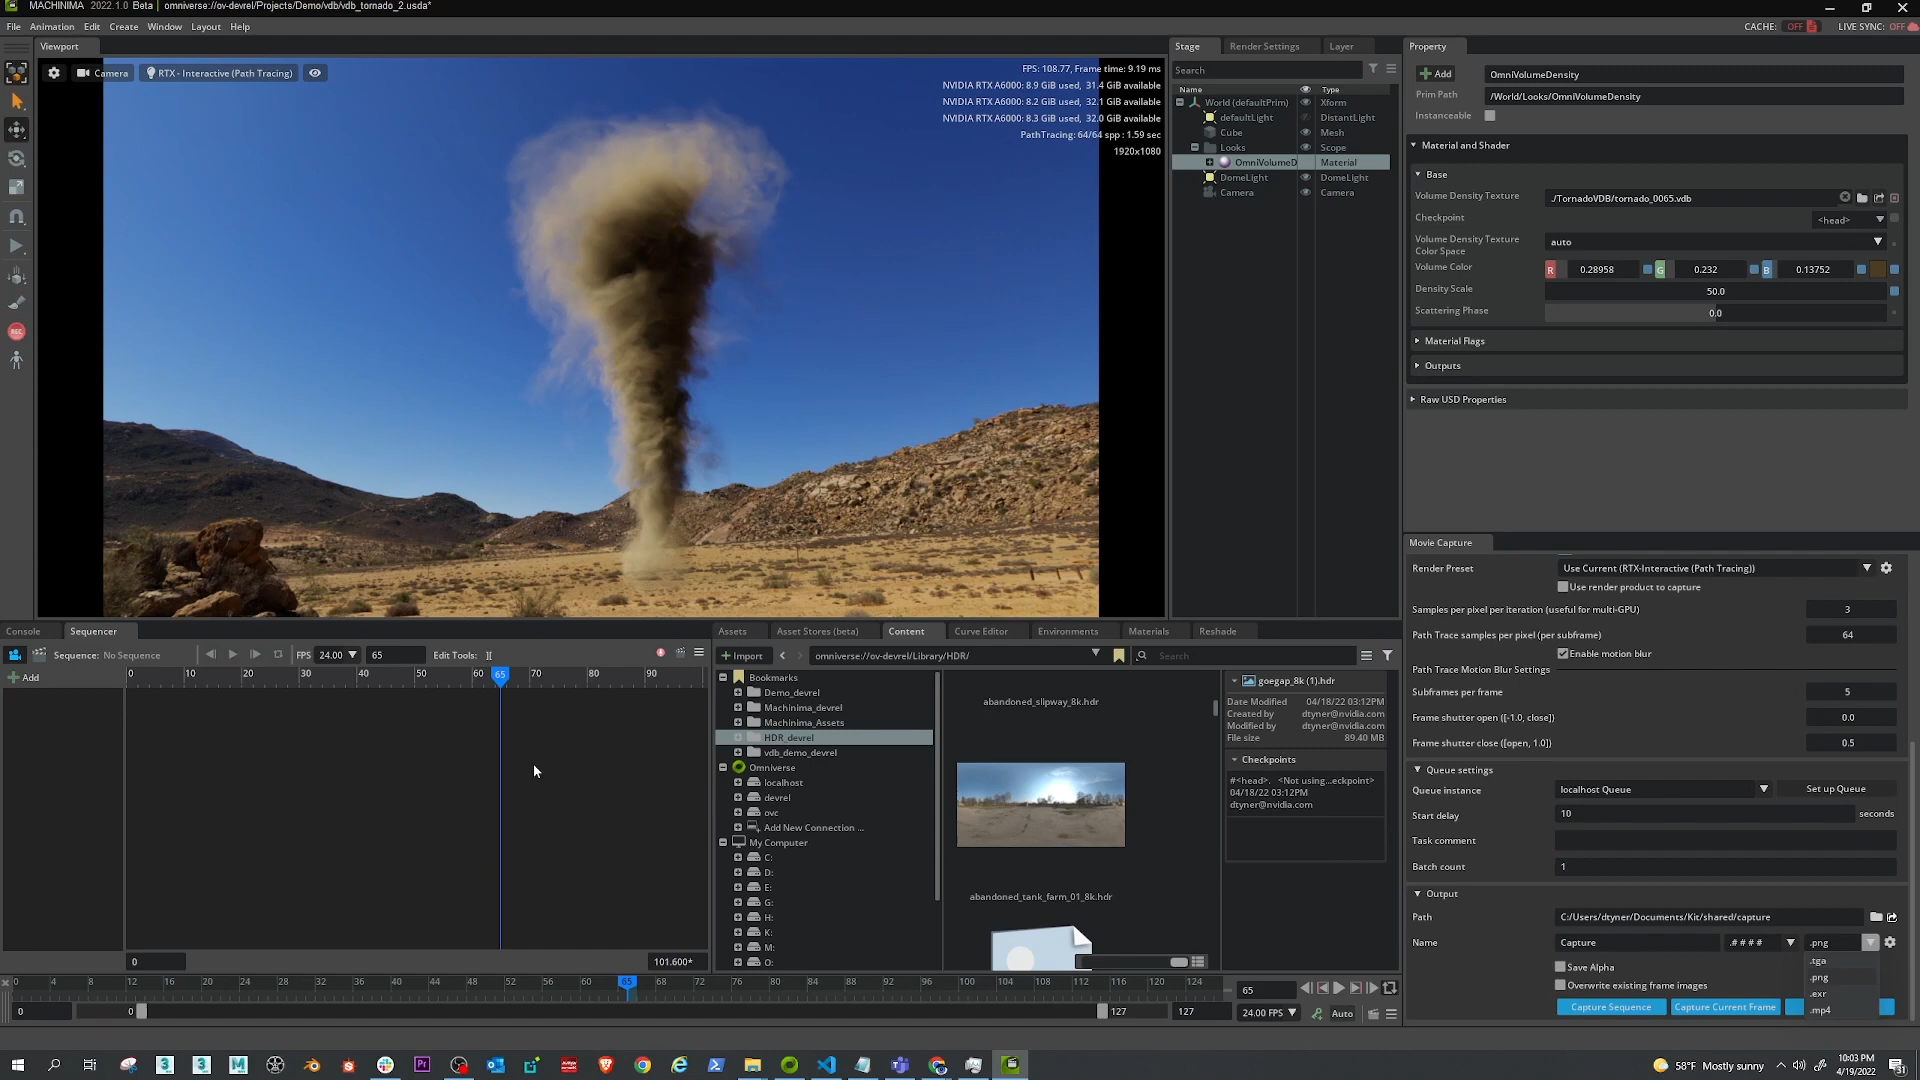 MACHINIMA 2022.1.0 Beta | omniverse://ov-devrel/Projects/Demo/vdb/vdb_tornado_2.usda*
File Animation Edit Create Window Layout Help
CACHE: OFF LIVE SYNC: OFF
Viewport
Camera
RTX - Interactive (Path Tracing)
FPS: 108.77, Frame time: 9.19 ms
NVIDIA RTX A6000: 8.9 GiB used, 31.4 GiB available
NVIDIA RTX A6000: 8.2 GiB used, 32.1 GiB available
NVIDIA RTX A6000: 8.3 GiB used, 32.0 GiB available
PathTracing: 64/64 spp : 1.59 sec
1920x1080
Stage Render Settings Layer
Search
Name Type
World (defaultPrim) Xform
defaultLight DistantLight
Cube Mesh
Looks Scope
OmniVolumeD Material
DomeLight DomeLight
Camera Camera
Property
Add OmniVolumeDensity
Prim Path /World/Looks/OmniVolumeDensity
Instanceable
Material and Shader
Base
Volume Density Texture ./TornadoVDB/tornado_0065.vdb
Checkpoint <head>
Volume Density Texture
Color Space
auto
Volume Color R 0.28958 G 0.232 B 0.13752
Density Scale 50.0
Scattering Phase 0.0
Material Flags
Outputs
Raw USD Properties
Movie Capture
Render Preset Use Current (RTX-Interactive (Path Tracing))
Use render product to capture
Samples per pixel per iteration (useful for multi-GPU) 3
Path Trace samples per pixel (per subframe) 64
Enable motion blur
Path Trace Motion Blur Settings
Subframes per frame 5
Frame shutter open ([-1.0, close]) 0.0
Frame shutter close ([open, 1.0]) 0.5
Queue settings
Queue instance localhost Queue Set up Queue
Start delay 10 seconds
Task comment
Batch count 1
Output
Path C:/Users/dtyner/Documents/Kit/shared/capture
Name Capture .#### .png
.tga
.png
.exr
.mp4
Save Alpha
Overwrite existing frame images
Capture Sequence Capture Current Frame
Console Sequencer
Sequence: No Sequence FPS 24.00 65 Edit Tools: ][
Add
0 10 20 30 40 50 60 65 70 80 90
0 101.600*
Assets Asset Stores (beta) Content Curve Editor Environments Materials Reshade
Import omniverse://ov-devrel/Library/HDR/ Search
Bookmarks
Demo_devrel
Machinima_devrel
Machinima_Assets
HDR_devrel
vdb_demo_devrel
Omniverse
localhost
devrel
ovc
Add New Connection ...
My Computer
C:
D:
E:
G:
H:
K:
M:
O:
abandoned_slipway_8k.hdr
abandoned_tank_farm_01_8k.hdr
goegap_8k (1).hdr
Date Modified 04/18/22 03:12PM
Created by dtyner@nvidia.com
Modified by dtyner@nvidia.com
File size 89.40 MB
Checkpoints
#<head>. <Not using...eckpoint>
04/18/22 03:12PM
dtyner@nvidia.com
0 4 8 12 16 20 24 28 32 36 40 44 48 52 56 60 65 68 72 76 80 84 88 92 96 100 104 108 112 116 120 124
65
0 0 127 127 24.00 FPS Auto
58°F Mostly sunny
10:03 PM
4/19/2022
31